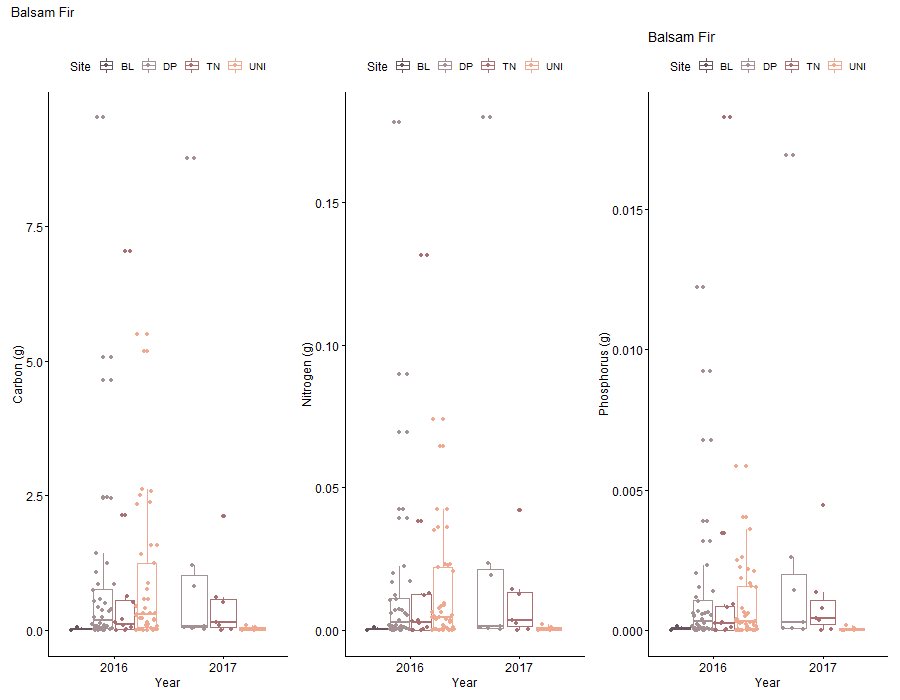 Balsam Fir
Site BL DP TN UNI
Carbon (g)
7.5
5.0
2.5
0.0
2016 2017
Year
Site BL DP TN UNI
Nitrogen (g)
0.15
0.10
0.05
0.00
2016 2017
Year
Balsam Fir
Site BL DP TN UNI
Phosphorus (g)
0.015
0.010
0.005
0.000
2016 2017
Year